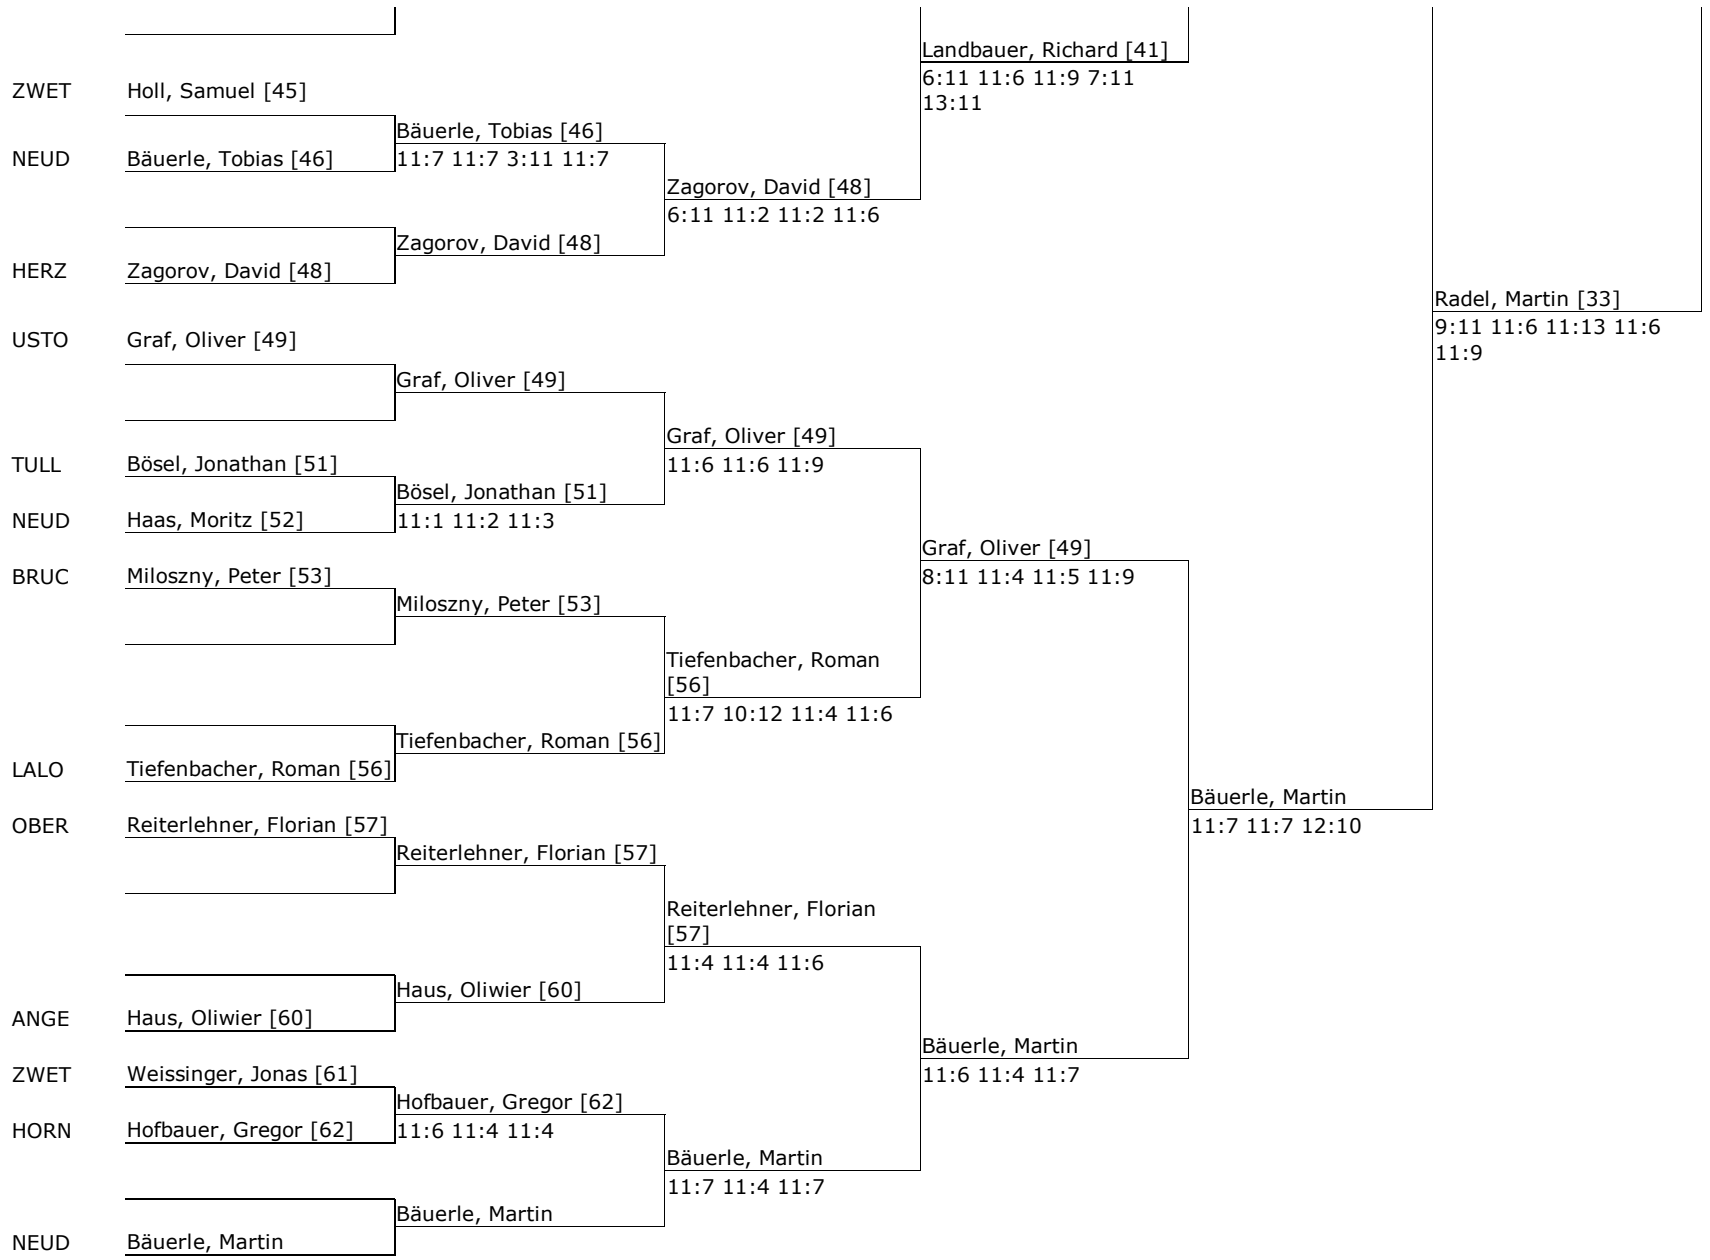 Landbauer, Richard [41]
6:11 11:6 11:9 7:11
13:11
ZWET Holl, Samuel [45]
Bäuerle, Tobias [46]
NEUD Bäuerle, Tobias [46] 11:7 11:7 3:11 11:7
Zagorov, David [48]
6:11 11:2 11:2 11:6
Zagorov, David [48]
HERZ Zagorov, David [48]
Radel, Martin [33]
9:11 11:6 11:13 11:6
11:9
USTO Graf, Oliver [49]
Graf, Oliver [49]
Graf, Oliver [49]
TULL Bösel, Jonathan [51] 11:6 11:6 11:9
Bösel, Jonathan [51]
NEUD Haas, Moritz [52] 11:1 11:2 11:3
Graf, Oliver [49]
BRUC Miloszny, Peter [53] 8:11 11:4 11:5 11:9
Miloszny, Peter [53]
Tiefenbacher, Roman
[56]
11:7 10:12 11:4 11:6
Tiefenbacher, Roman [56]
LALO Tiefenbacher, Roman [56]
Bäuerle, Martin
OBER Reiterlehner, Florian [57] 11:7 11:7 12:10
Reiterlehner, Florian [57]
Reiterlehner, Florian
[57]
11:4 11:4 11:6
Haus, Oliwier [60]
ANGE Haus, Oliwier [60]
Bäuerle, Martin
ZWET Weissinger, Jonas [61] 11:6 11:4 11:7
Hofbauer, Gregor [62]
HORN Hofbauer, Gregor [62] 11:6 11:4 11:4
Bäuerle, Martin
11:7 11:4 11:7
Bäuerle, Martin
NEUD Bäuerle, Martin